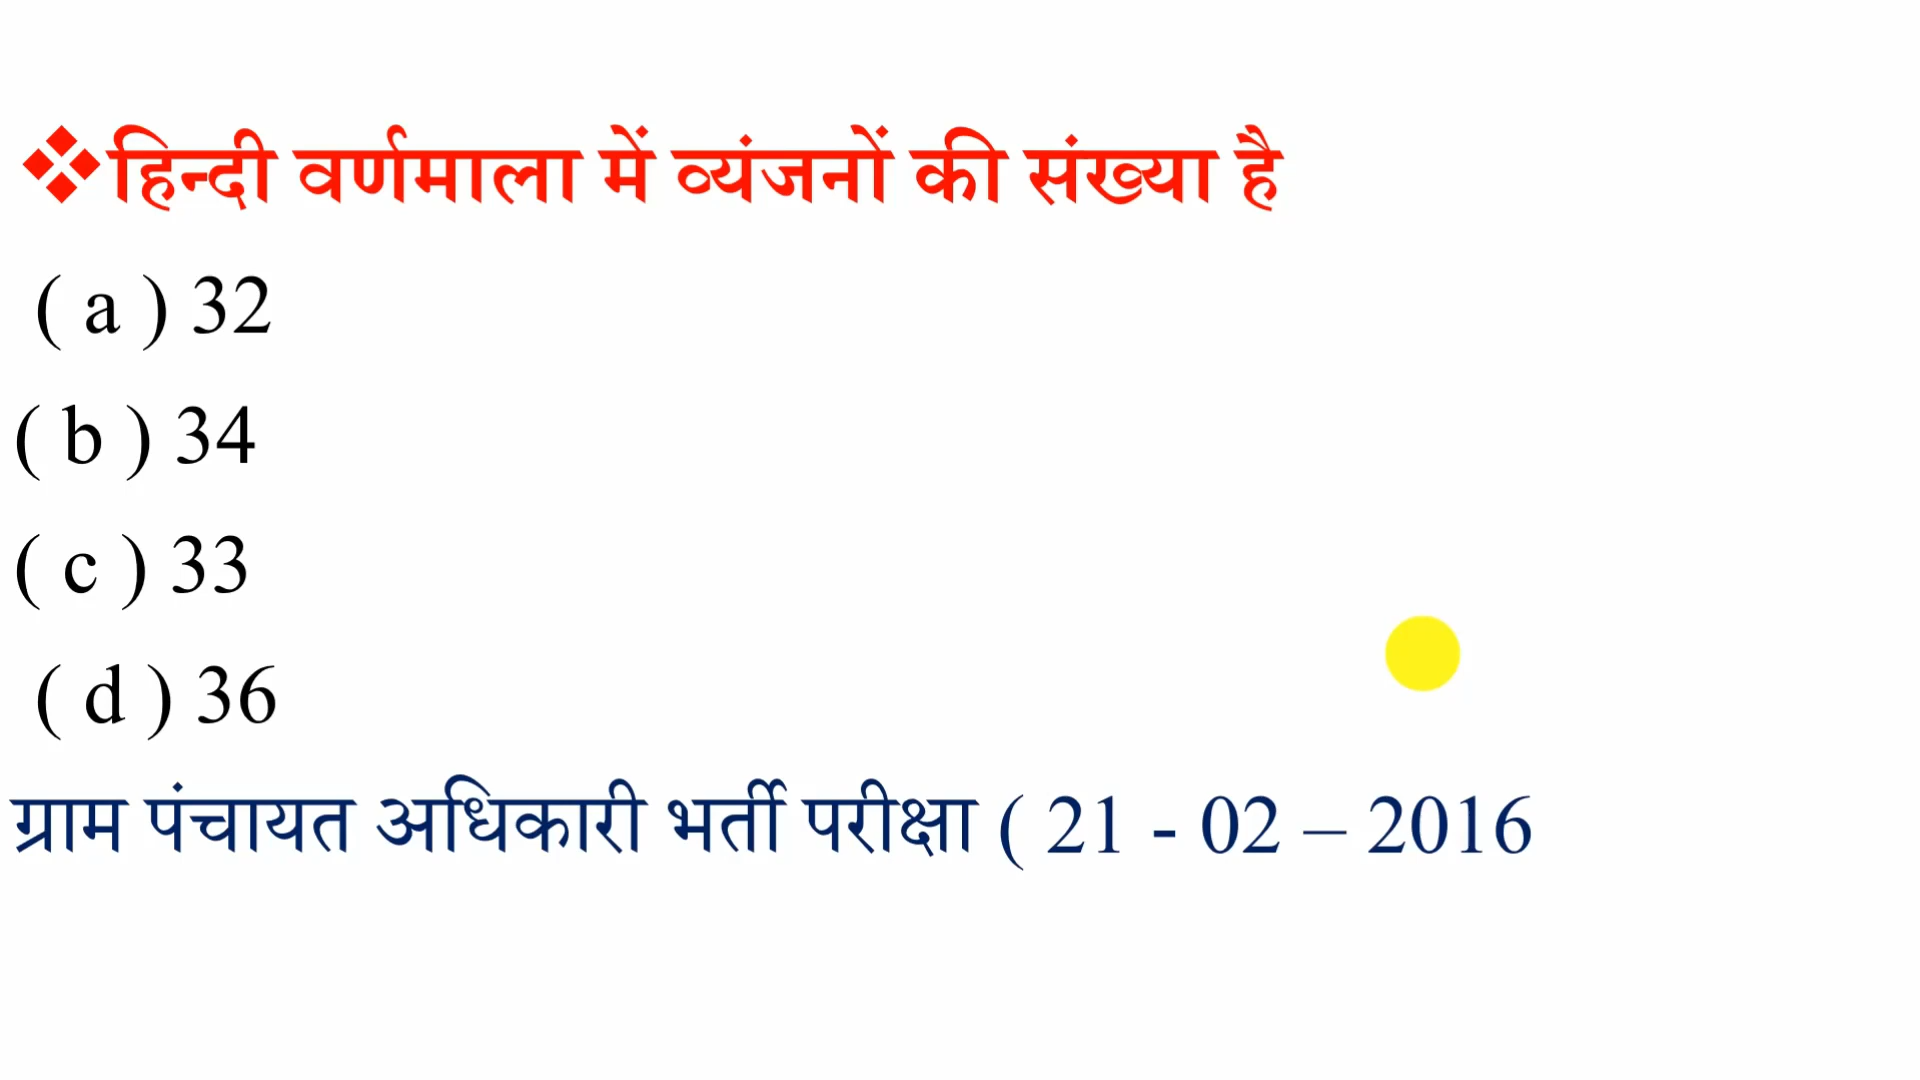 ❖हिन्दी वर्णमाला में व्यंजनों की संख्या है
( a ) 32
( b ) 34
( c ) 33
( d ) 36
ग्राम पंचायत अधिकारी भर्ती परीक्षा ( 21 - 02 – 2016